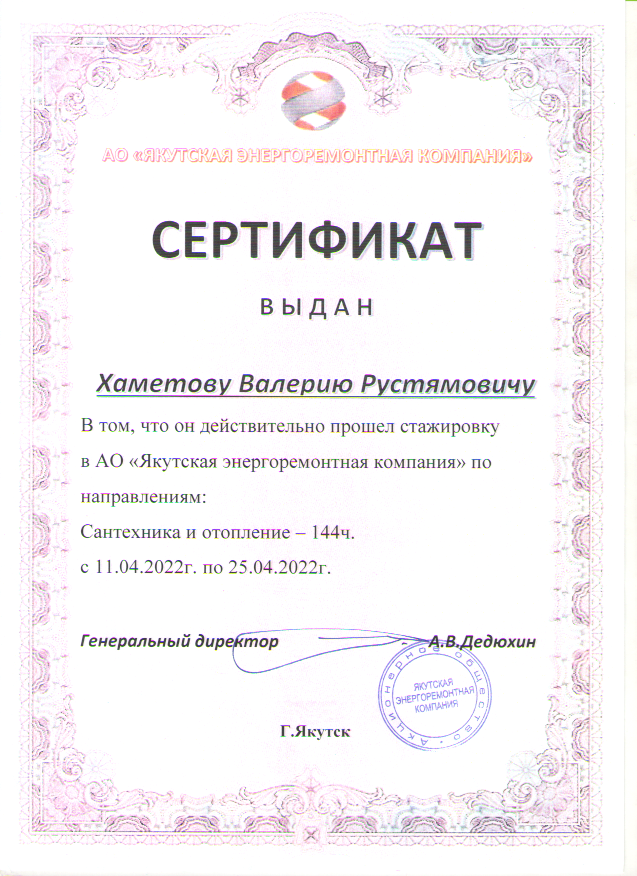 АО «ЯКУТСКАЯ ЭНЕРГОРЕМОНТНАЯ КОМПАНИЯ»
СЕРТИФИКАТ
ВЫДАН
Хаметову Валерию Рустямовичу
В том, что он действительно прошел стажировку
в АО «Якутская энергоремонтная компания» по
направлениям:
Сантехника и отопление – 144ч.
с 11.04.2022г. по 25.04.2022г.
Генеральный директор - А.В.Дедюхин
Акционерное общество
ЯКУТСКАЯ
ЭНЕРГОРЕМОНТНАЯ
КОМПАНИЯ
Г.Якутск